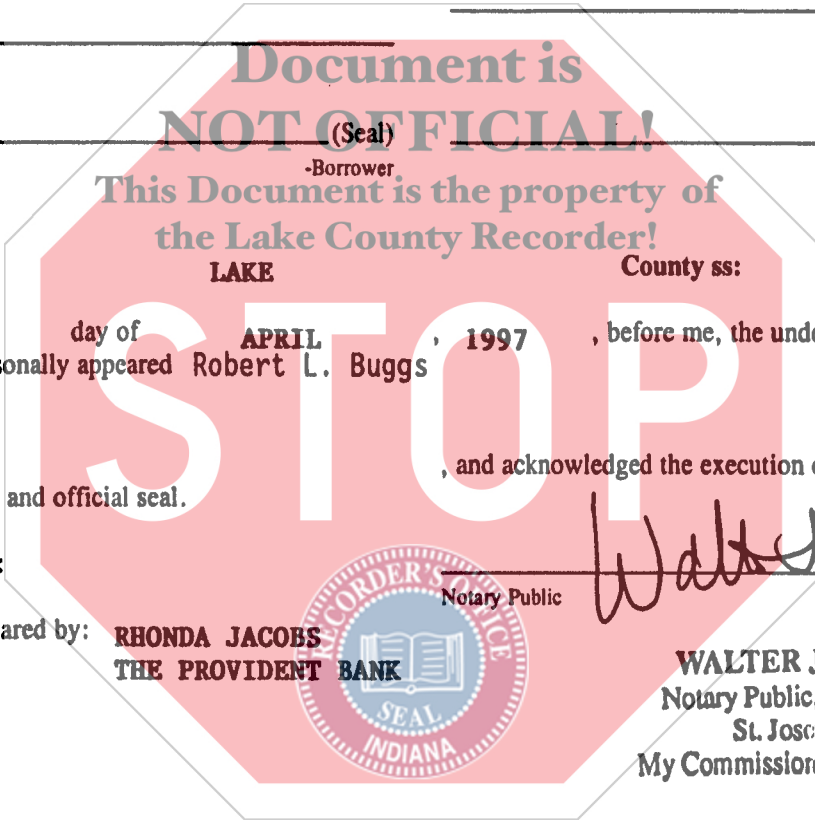 Document is
NOT OFFICIAL!
(Seal)
-Borrower
This Document is the property of
the Lake County Recorder!
LAKE County ss:
day of APRIL , 1997 , before me, the unde
sonally appeared Robert L. Buggs
STOP
, and acknowledged the execution
and official seal.
:
Walt
Notary Public
ared by: RHONDA JACOBS
THE PROVIDENT BANK
RECORDER'S OFFICE
SEAL
INDIANA
WALTER J
Notary Public,
St. Jose
My Commission